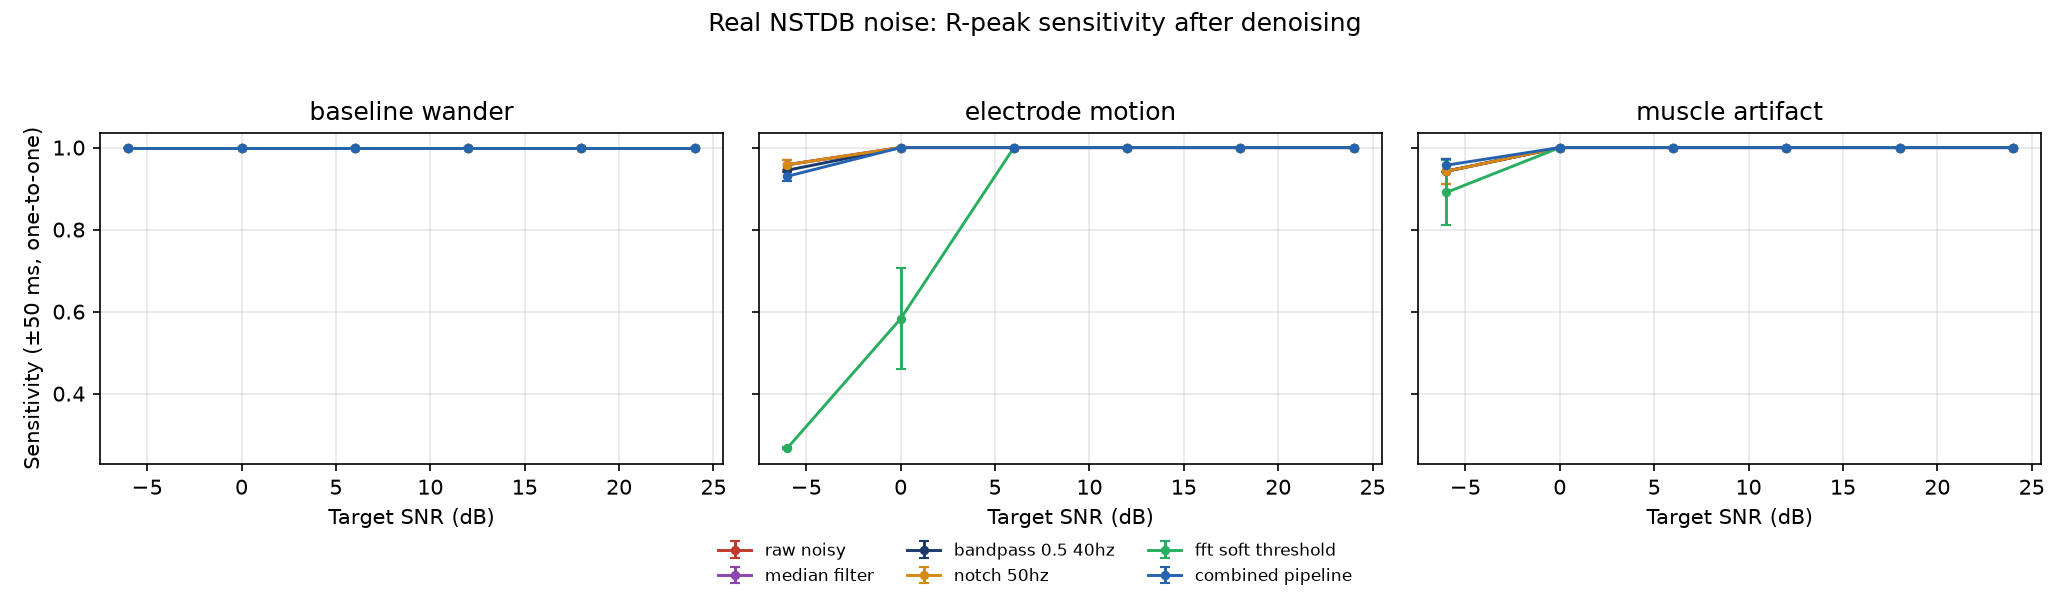 Real NSTDB noise: R-peak sensitivity after denoising
baseline wander
electrode motion
muscle artifact
Sensitivity (±50 ms, one-to-one)
1.0
0.8
0.6
0.4
−5 0 5 10 15 20 25
−5 0 5 10 15 20 25
−5 0 5 10 15 20 25
Target SNR (dB)
Target SNR (dB)
Target SNR (dB)
raw noisy
median filter
bandpass 0.5 40hz
notch 50hz
fft soft threshold
combined pipeline